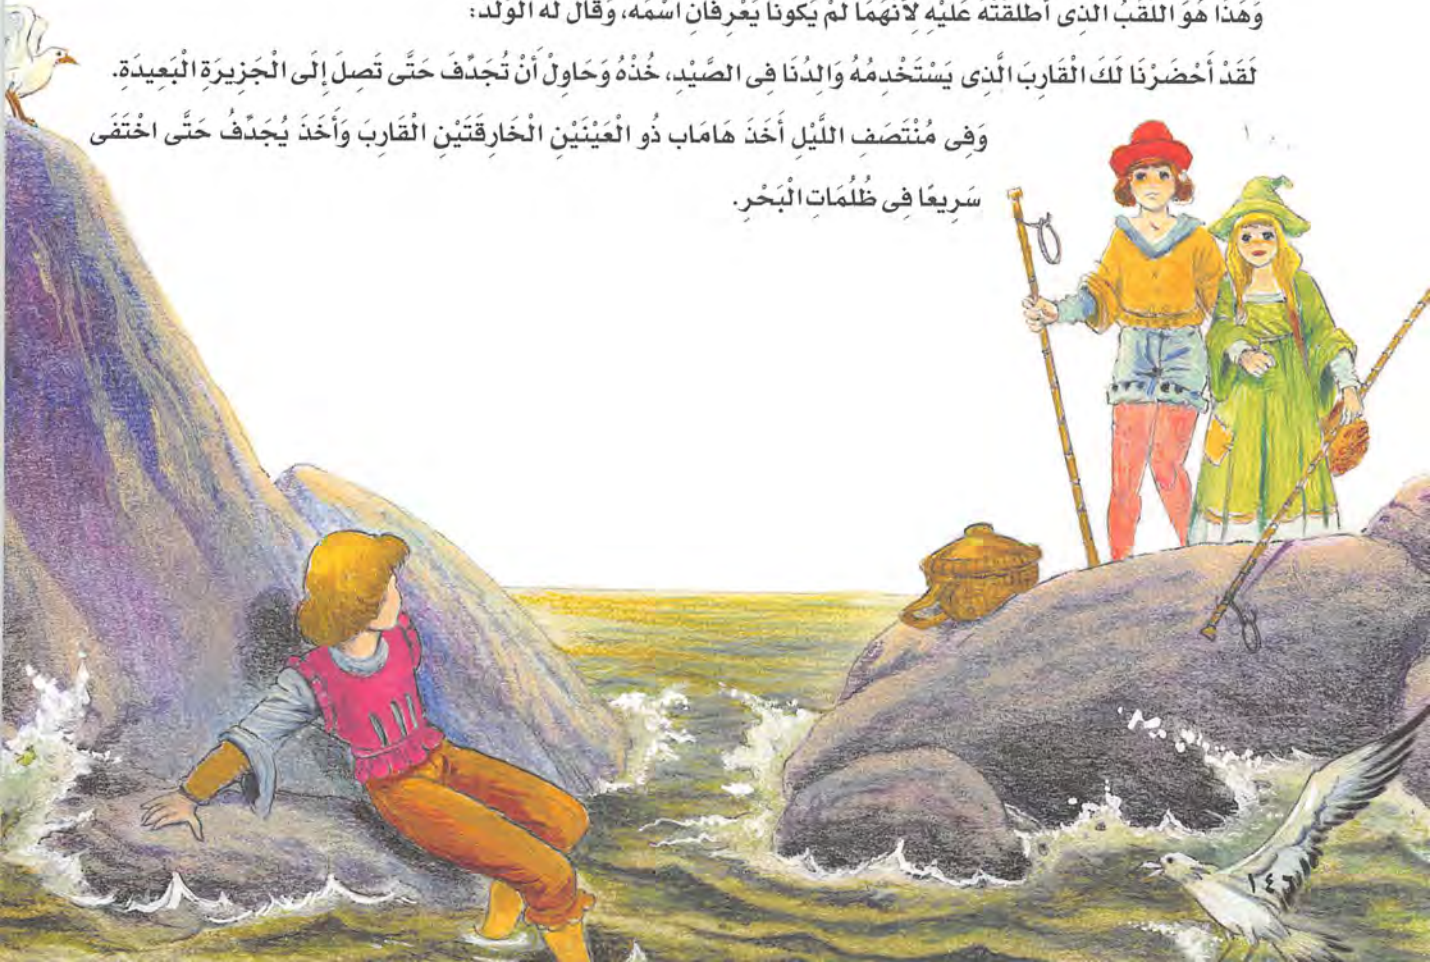 وَهَذَا هُوَ اللَّقَبُ الَّذِى أَطْلَقَتْهُ عَلَيْهِ لِأَنَّهُمَا لَمْ يَكُونَا يَعْرِفَانِ اسْمَهُ، وَقَالَ لَهُ الْوَلَدُ:
لَقَدْ أَحْضَرْنَا لَكَ الْقَارِبَ الَّذِى يَسْتَخْدِمُهُ وَالِدُنَا فِى الصَّيْدِ، خُذْهُ وَحَاوِلْ أَنْ تُجَدِّفَ حَتَّى تَصِلَ إِلَى الْجَزِيرَةِ الْبَعِيدَةِ.
وَفِى مُنْتَصَفِ اللَّيْلِ أَخَذَ هَامَاب ذُو الْعَيْنَيْنِ الْخَارِقَتَيْنِ الْقَارِبَ وَأَخَذَ يُجَدِّفُ حَتَّى اخْتَفَى
سَرِيعًا فِى ظُلُمَاتِ الْبَحْرِ.